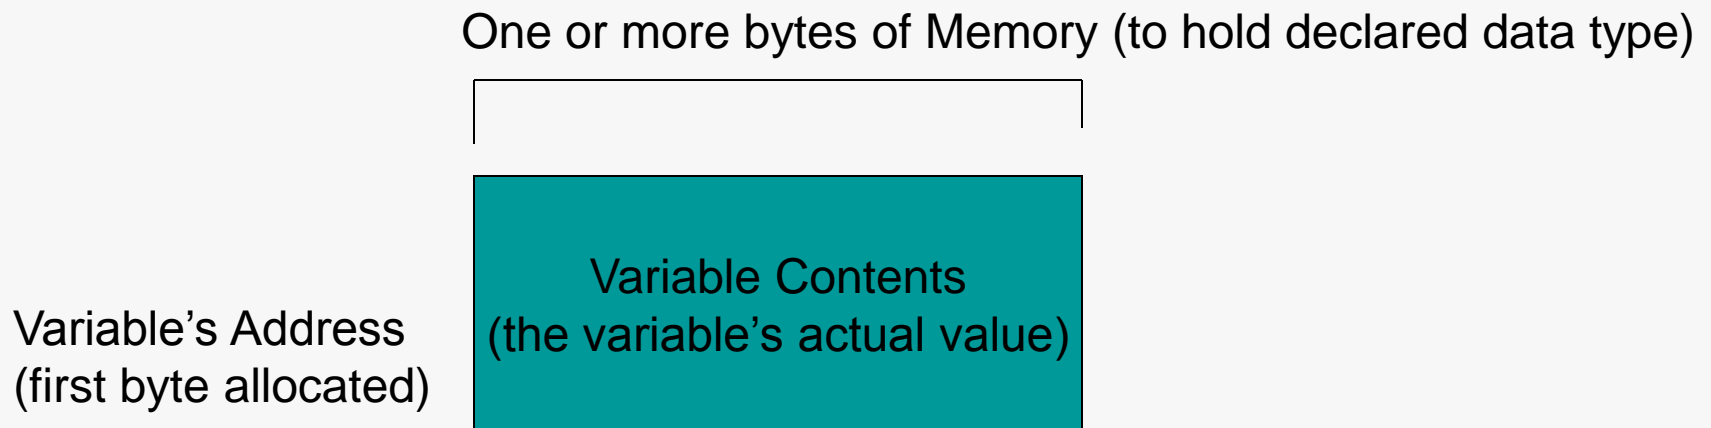 One or more bytes of Memory (to hold declared data type)
Variable Contents
(the variable’s actual value)
Variable’s Address
(first byte allocated)